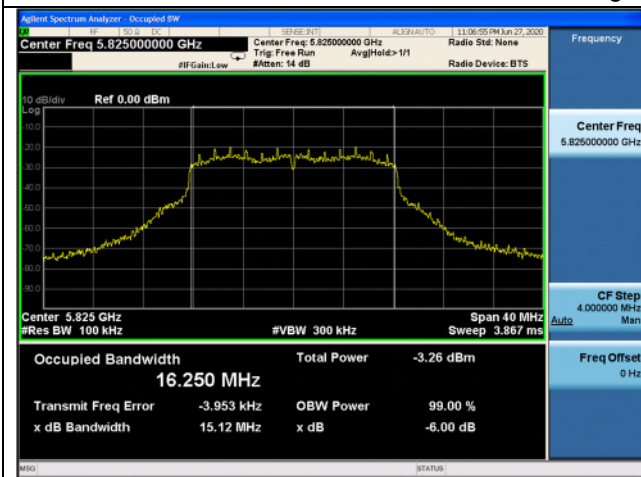 Agilent Spectrum Analyzer - Occupied BW
RF 50 Ω DC SENSE:INT ALIGN AUTO 11:06:55 PM Jun 27, 2020
Center Freq 5.825000000 GHz
Center Freq: 5.825000000 GHz
Radio Std: None
Trig: Free Run Avg|Hold:> 1/1
#IFGain:Low #Atten: 14 dB Radio Device: BTS
Frequency
10 dB/div Ref 0.00 dBm
Log
-10.0
-20.0
-30.0
-40.0
-50.0
-60.0
-70.0
-80.0
-90.0
Center Freq
5.825000000 GHz
Center 5.825 GHz Span 40 MHz
#Res BW 100 kHz #VBW 300 kHz Sweep 3.867 ms
CF Step
4.000000 MHz
Auto Man
Occupied Bandwidth Total Power -3.26 dBm
16.250 MHz
Transmit Freq Error -3.953 kHz OBW Power 99.00 %
x dB Bandwidth 15.12 MHz x dB -6.00 dB
Freq Offset
0 Hz
MSG STATUS